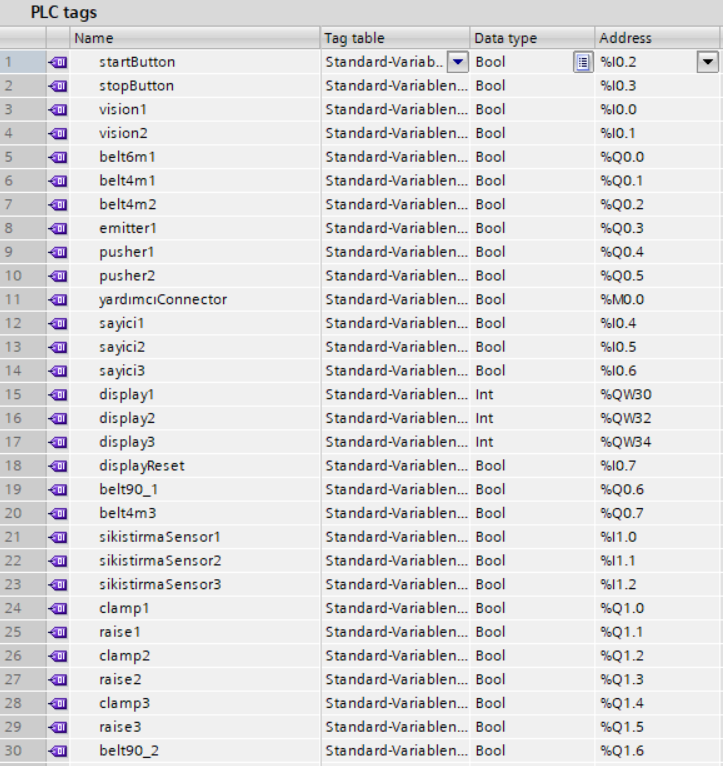 PLC tags
Name Tag table Data type Address
1 startButton Standard-Variab.. Bool %I0.2
2 stopButton Standard-Variablen... Bool %I0.3
3 vision1 Standard-Variablen... Bool %I0.0
4 vision2 Standard-Variablen... Bool %I0.1
5 belt6m1 Standard-Variablen... Bool %Q0.0
6 belt4m1 Standard-Variablen... Bool %Q0.1
7 belt4m2 Standard-Variablen... Bool %Q0.2
8 emitter1 Standard-Variablen... Bool %Q0.3
9 pusher1 Standard-Variablen... Bool %Q0.4
10 pusher2 Standard-Variablen... Bool %Q0.5
11 yardımcıConnector Standard-Variablen... Bool %M0.0
12 sayici1 Standard-Variablen... Bool %I0.4
13 sayici2 Standard-Variablen... Bool %I0.5
14 sayici3 Standard-Variablen... Bool %I0.6
15 display1 Standard-Variablen... Int %QW30
16 display2 Standard-Variablen... Int %QW32
17 display3 Standard-Variablen... Int %QW34
18 displayReset Standard-Variablen... Bool %I0.7
19 belt90_1 Standard-Variablen... Bool %Q0.6
20 belt4m3 Standard-Variablen... Bool %Q0.7
21 sikistirmaSensor1 Standard-Variablen... Bool %I1.0
22 sikistirmaSensor2 Standard-Variablen... Bool %I1.1
23 sikistirmaSensor3 Standard-Variablen... Bool %I1.2
24 clamp1 Standard-Variablen... Bool %Q1.0
25 raise1 Standard-Variablen... Bool %Q1.1
26 clamp2 Standard-Variablen... Bool %Q1.2
27 raise2 Standard-Variablen... Bool %Q1.3
28 clamp3 Standard-Variablen... Bool %Q1.4
29 raise3 Standard-Variablen... Bool %Q1.5
30 belt90_2 Standard-Variablen... Bool %Q1.6